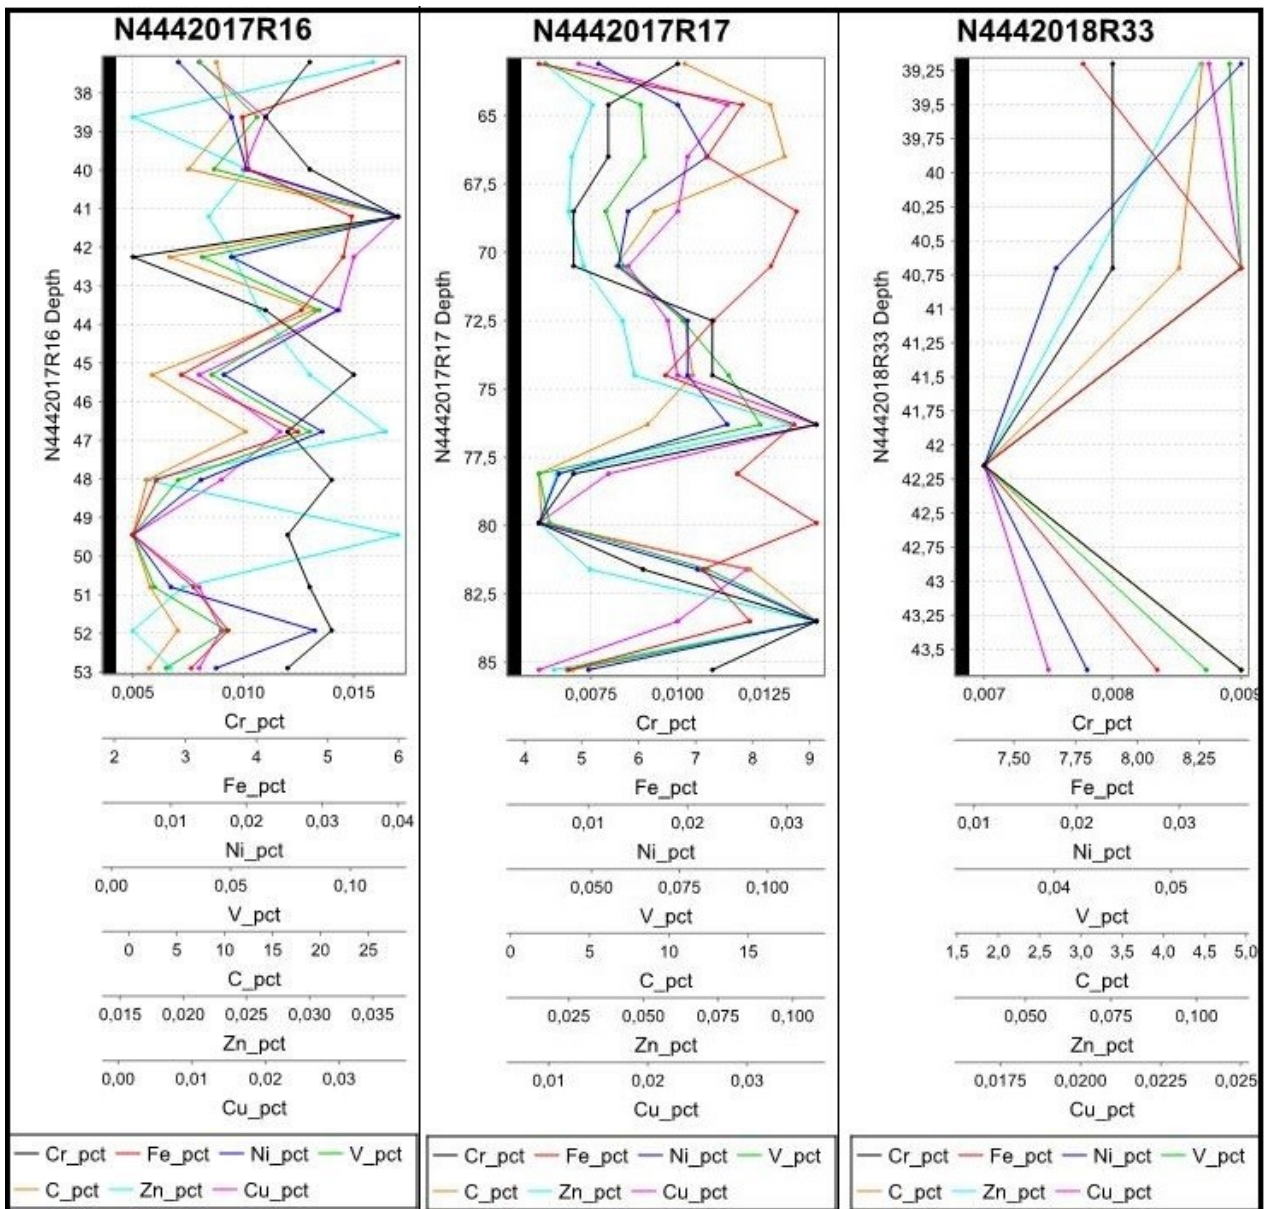 N4442017R16
N4442017R16 Depth
38
39
40
41
42
43
44
45
46
47
48
49
50
51
52
53
0,005 0,010 0,015
Cr_pct
2 3 4 5 6
Fe_pct
0,01 0,02 0,03 0,04
Ni_pct
0,00 0,05 0,10
V_pct
0 5 10 15 20 25
C_pct
0,015 0,020 0,025 0,030 0,035
Zn_pct
0,00 0,01 0,02 0,03
Cu_pct
Cr_pct Fe_pct Ni_pct V_pct
C_pct Zn_pct Cu_pct
N4442017R17
N4442017R17 Depth
65
67,5
70
72,5
75
77,5
80
82,5
85
0,0075 0,0100 0,0125
Cr_pct
4 5 6 7 8 9
Fe_pct
0,01 0,02 0,03
Ni_pct
0,050 0,075 0,100
V_pct
0 5 10 15
C_pct
0,025 0,050 0,075 0,100
Zn_pct
0,01 0,02 0,03
Cu_pct
Cr_pct Fe_pct Ni_pct V_pct
C_pct Zn_pct Cu_pct
N4442018R33
N4442018R33 Depth
39,25
39,5
39,75
40
40,25
40,5
40,75
41
41,25
41,5
41,75
42
42,25
42,5
42,75
43
43,25
43,5
0,007 0,008 0,009
Cr_pct
7,50 7,75 8,00 8,25
Fe_pct
0,01 0,02 0,03
Ni_pct
0,04 0,05
V_pct
1,5 2,0 2,5 3,0 3,5 4,0 4,5 5,0
C_pct
0,050 0,075 0,100
Zn_pct
0,0175 0,0200 0,0225 0,025
Cu_pct
Cr_pct Fe_pct Ni_pct V_pct
C_pct Zn_pct Cu_pct